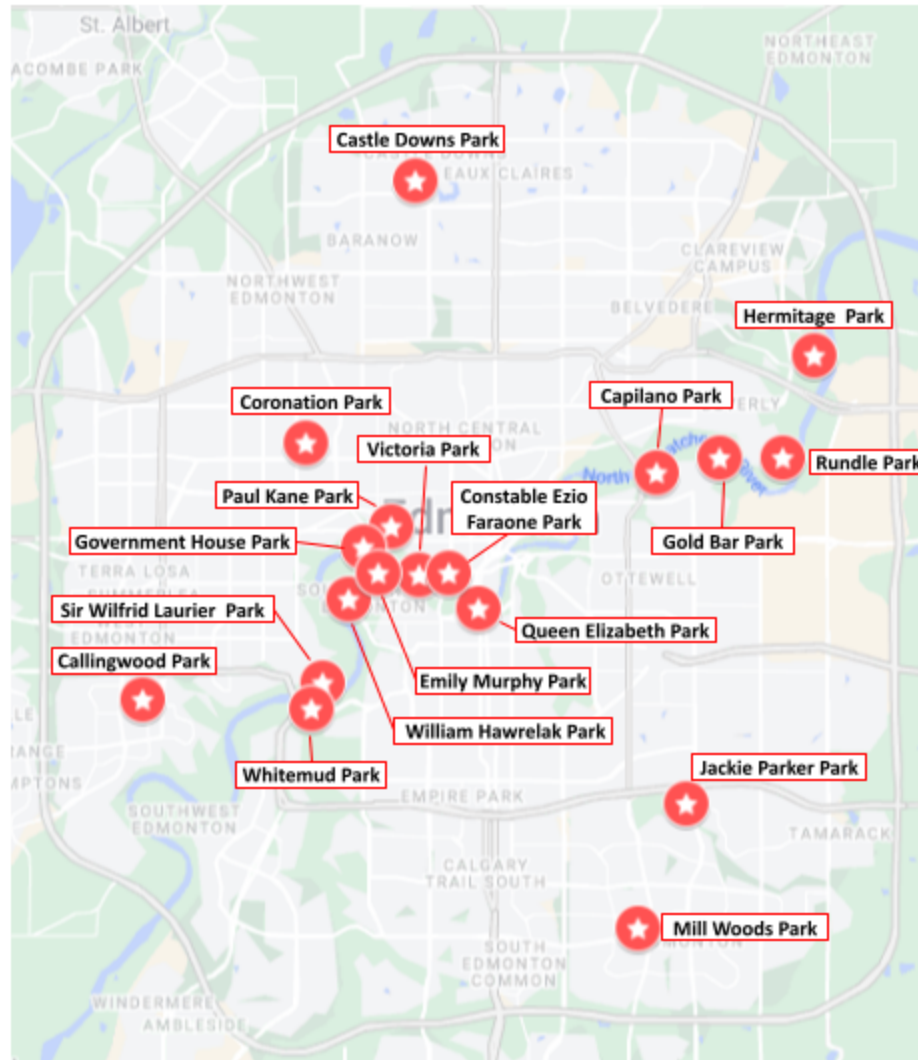 St. Albert
ACOMBE PARK
NORTHEAST
EDMONTON
Castle Downs Park
EAUX CLAIRES
BARANOW
CLAREVIEW
CAMPUS
NORTHWEST
EDMONTON
BELVEDERE
Hermitage Park
Capilano Park
Coronation Park
NORTH CENTRAL
Victoria Park
North
River
Rundle Park
Paul Kane Park
Constable Ezio
Faraone Park
Government House Park
Gold Bar Park
TERRA LOSA
OTTEWELL
Sir Wilfrid Laurier Park
EDMONTON
EDMONTON
Queen Elizabeth Park
Callingwood Park
Emily Murphy Park
William Hawrelak Park
Whitemud Park
Jackie Parker Park
EMPIRE PARK
SOUTHWEST
EDMONTON
TAMARACK
CALGARY
TRAIL SOUTH
Mill Woods Park
SOUTH
EDMONTON
COMMON
WINDERMERE
AMBLESIDE